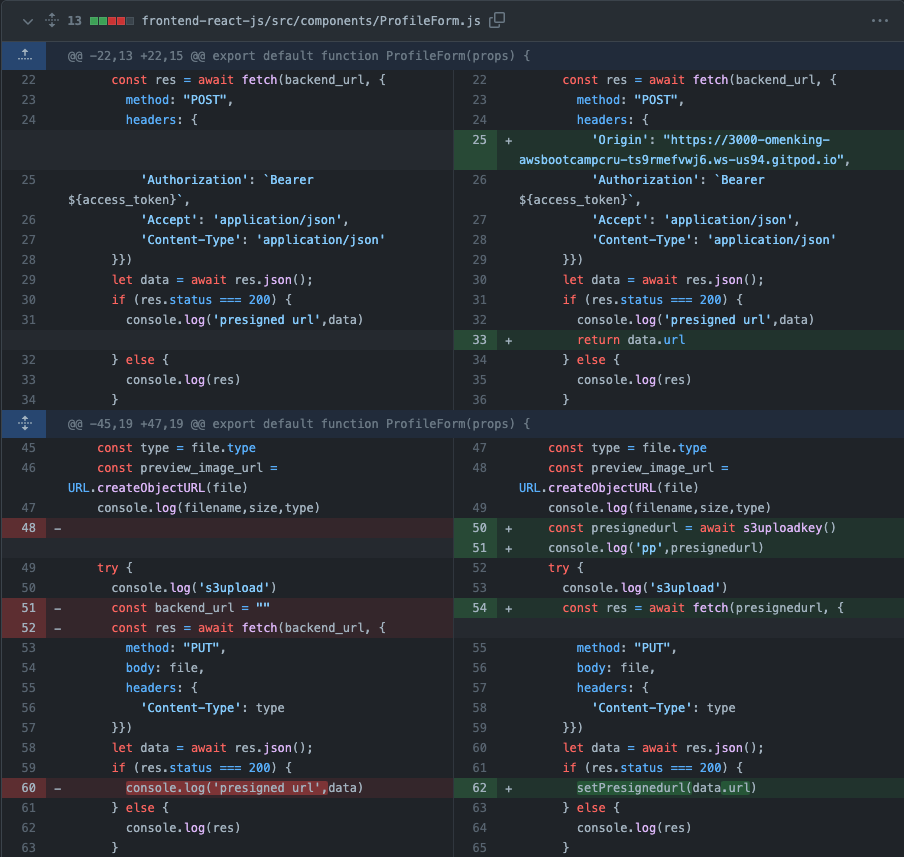 13 frontend-react-js/src/components/ProfileForm.js
@@ -22,13 +22,15 @@ export default function ProfileForm(props) {
22 const res = await fetch(backend_url, {
23 method: "POST",
24 headers: {
25 'Authorization': `Bearer
${access_token}`,
26 'Accept': 'application/json',
27 'Content-Type': 'application/json'
28 }})
29 let data = await res.json();
30 if (res.status === 200) {
31 console.log('presigned url',data)
32 } else {
33 console.log(res)
34 }
22 const res = await fetch(backend_url, {
23 method: "POST",
24 headers: {
25 + 'Origin': "https://3000-omenking-
awsbootcampcru-ts9rmefvwj6.ws-us94.gitpod.io",
26 'Authorization': `Bearer
${access_token}`,
27 'Accept': 'application/json',
28 'Content-Type': 'application/json'
29 }})
30 let data = await res.json();
31 if (res.status === 200) {
32 console.log('presigned url',data)
33 + return data.url
34 } else {
35 console.log(res)
36 }
@@ -45,19 +47,19 @@ export default function ProfileForm(props) {
45 const type = file.type
46 const preview_image_url =
URL.createObjectURL(file)
47 console.log(filename,size,type)
48 -
49 try {
50 console.log('s3upload')
51 - const backend_url = ""
52 - const res = await fetch(backend_url, {
53 method: "PUT",
54 body: file,
55 headers: {
56 'Content-Type': type
57 }})
58 let data = await res.json();
59 if (res.status === 200) {
60 - console.log('presigned url',data)
61 } else {
62 console.log(res)
63 }
47 const type = file.type
48 const preview_image_url =
URL.createObjectURL(file)
49 console.log(filename,size,type)
50 + const presignedurl = await s3uploadkey()
51 + console.log('pp',presignedurl)
52 try {
53 console.log('s3upload')
54 + const res = await fetch(presignedurl, {
55 method: "PUT",
56 body: file,
57 headers: {
58 'Content-Type': type
59 }})
60 let data = await res.json();
61 if (res.status === 200) {
62 + setPresignedurl(data.url)
63 } else {
64 console.log(res)
65 }